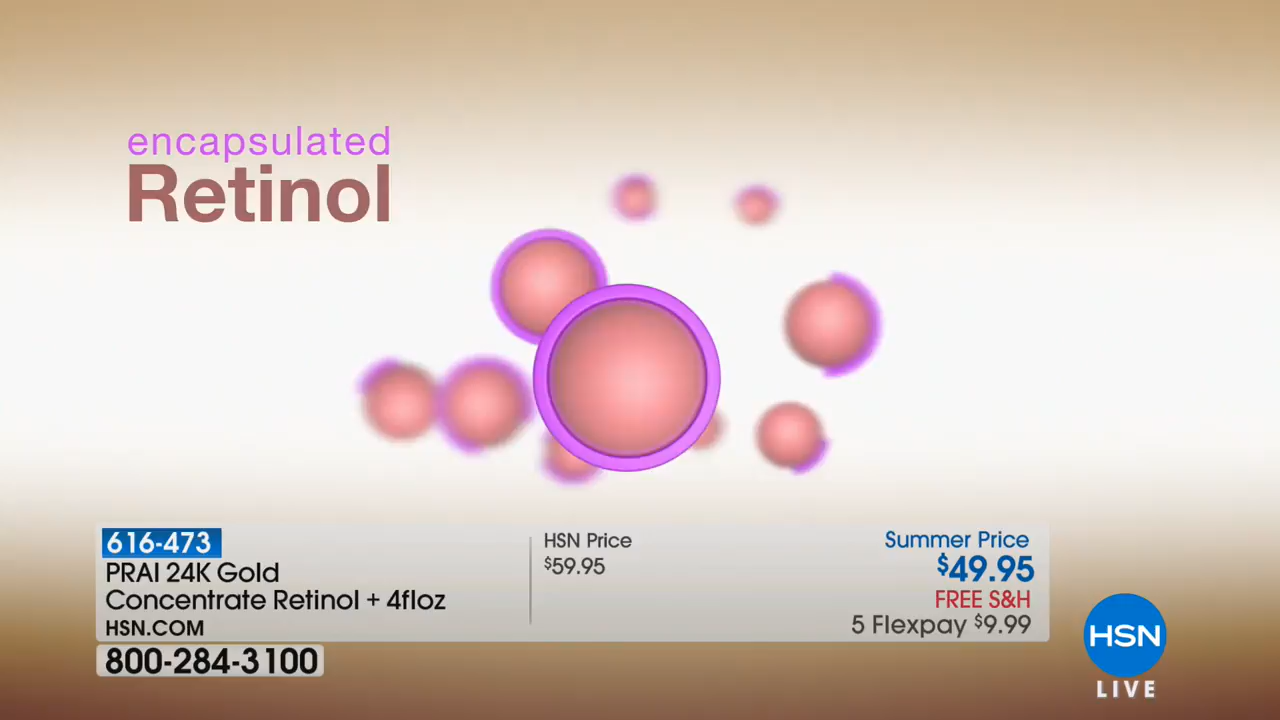 encapsulated
Retinol
616-473
PRAI 24K Gold
Concentrate Retinol + 4floz
HSN.COM
800-284-3100
HSN Price
$59.95
Summer Price
$49.95
FREE S&H
5 Flexpay $9.99
HSN
LIVE